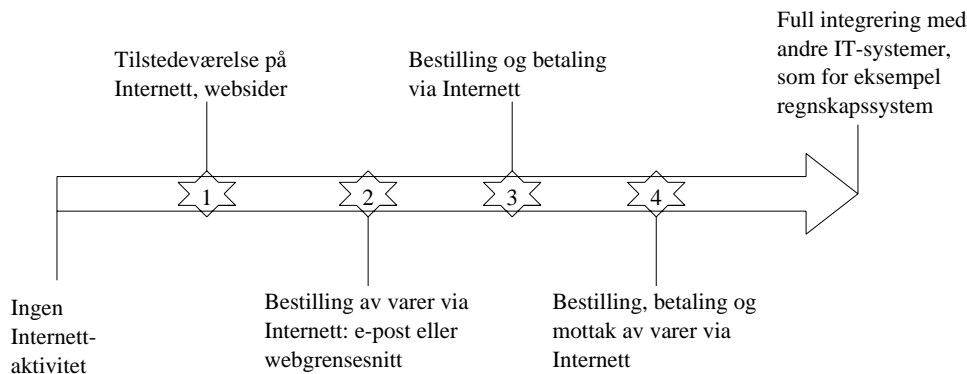 Full integrering med
andre IT-systemer,
som for eksempel
regnskapssystem
Tilstedeværelse på
Internett, websider
Bestilling og betaling
via Internett
1
2
3
4
Ingen
Internett-
aktivitet
Bestilling av varer via
Internett: e-post eller
webgrensesnitt
Bestilling, betaling og
mottak av varer via
Internett